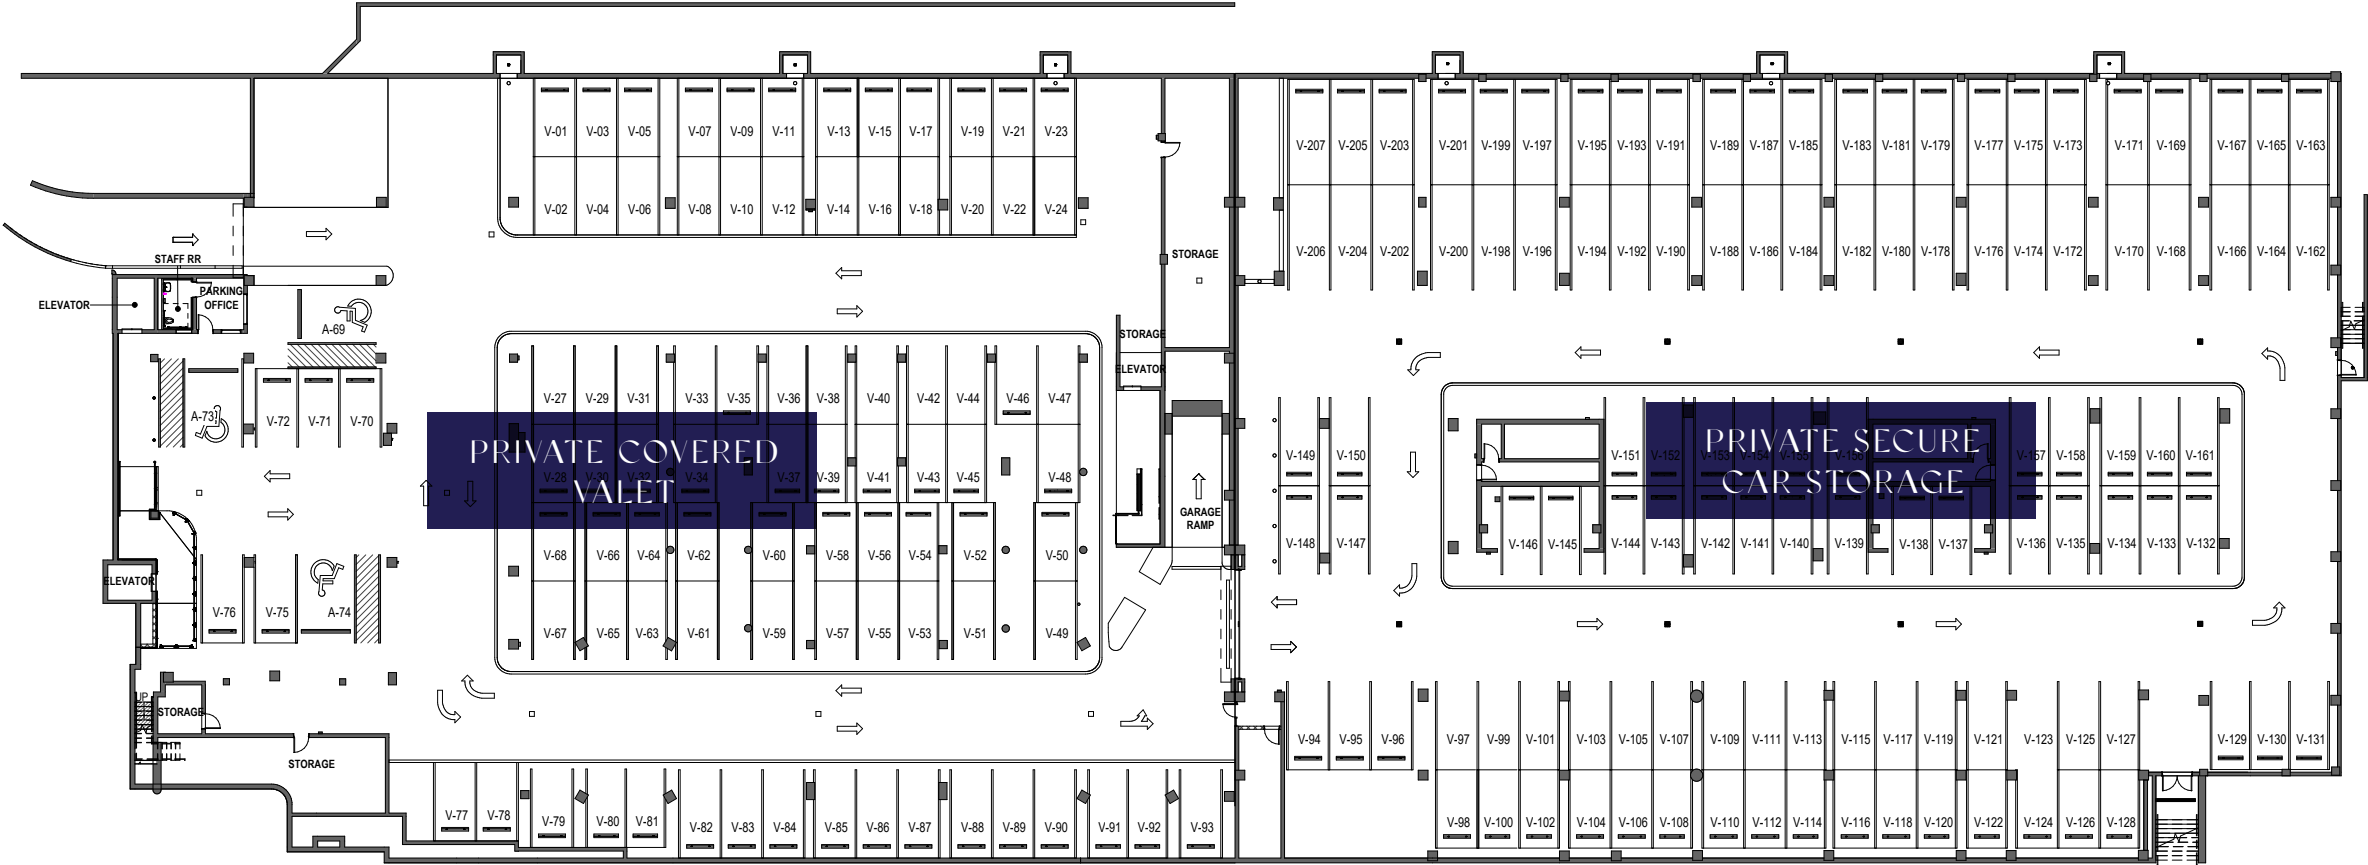 V-01 V-03 V-05 V-07 V-09 V-11 V-13 V-15 V-17 V-19 V-21 V-23
V-02 V-04 V-06 V-08 V-10 V-12 V-14 V-16 V-18 V-20 V-22 V-24
V-207 V-205 V-203 V-201 V-199 V-197 V-195 V-193 V-191 V-189 V-187 V-185 V-183 V-181 V-179 V-177 V-175 V-173 V-171 V-169 V-167 V-165 V-163
V-206 V-204 V-202 V-200 V-198 V-196 V-194 V-192 V-190 V-188 V-186 V-184 V-182 V-180 V-178 V-176 V-174 V-172 V-170 V-168 V-166 V-164 V-162
STORAGE
STAFF RR
PARKING
OFFICE
ELEVATOR
A-69
STORAGE
ELEVATOR
A-73
V-72 V-71 V-70
V-27 V-29 V-31 V-33 V-35 V-36 V-38 V-40 V-42 V-44 V-46 V-47
PRIVATE COVERED
VALET
V-28 V-30 V-32 V-34 V-37 V-39 V-41 V-43 V-45 V-48
GARAGE
RAMP
V-68 V-66 V-64 V-62 V-60 V-58 V-56 V-54 V-52 V-50
V-67 V-65 V-63 V-61 V-59 V-57 V-55 V-53 V-51 V-49
V-149 V-150 V-151 V-152 V-153 V-154 V-155 V-156 V-157 V-158 V-159 V-160 V-161
PRIVATE SECURE
CAR STORAGE
V-148 V-147 V-146 V-145 V-144 V-143 V-142 V-141 V-140 V-139 V-138 V-137 V-136 V-135 V-134 V-133 V-132
ELEVATOR
V-76 V-75 A-74
UP
STORAGE
STORAGE
V-77 V-78 V-79 V-80 V-81 V-82 V-83 V-84 V-85 V-86 V-87 V-88 V-89 V-90 V-91 V-92 V-93
V-94 V-95 V-96 V-97 V-99 V-101 V-103 V-105 V-107 V-109 V-111 V-113 V-115 V-117 V-119 V-121 V-123 V-125 V-127 V-129 V-130 V-131
V-98 V-100 V-102 V-104 V-106 V-108 V-110 V-112 V-114 V-116 V-118 V-120 V-122 V-124 V-126 V-128